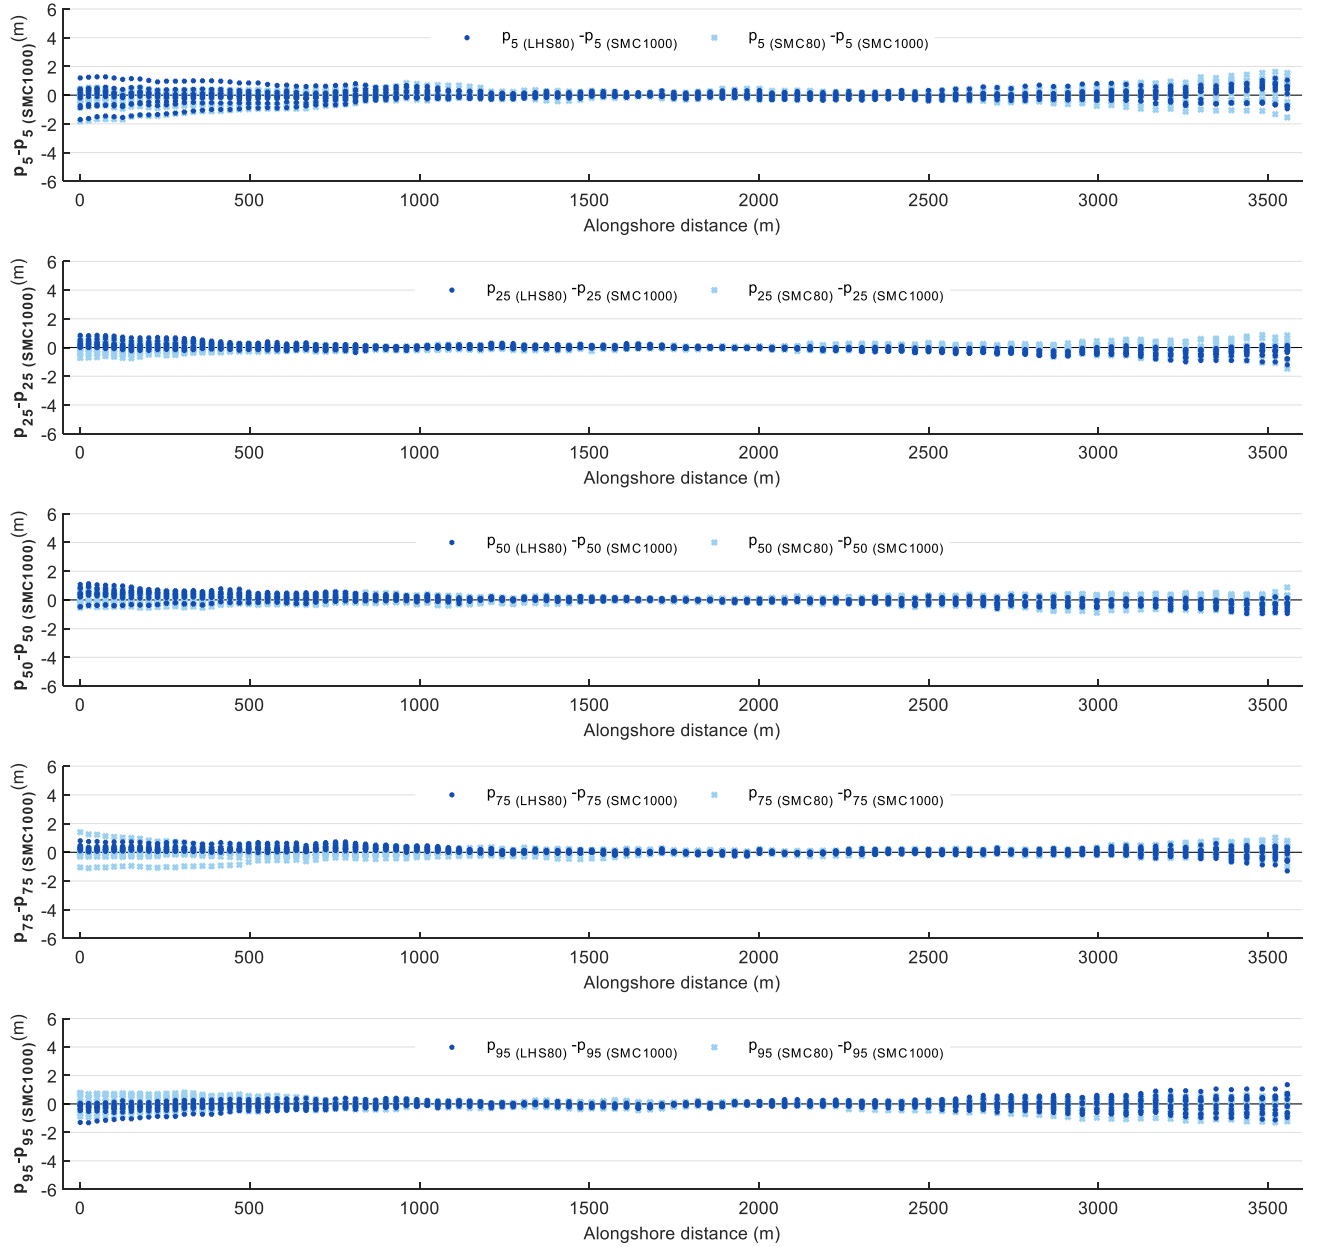 p5-p5 (SMC1000)(m)
6
4
2
0
-2
-4
-6
p5 (LHS80) -p5 (SMC1000)
p5 (SMC80) -p5 (SMC1000)
0 500 1000 1500 2000 2500 3000 3500
Alongshore distance (m)
p25-p25 (SMC1000)(m)
6
4
2
0
-2
-4
-6
p25 (LHS80) -p25 (SMC1000)
p25 (SMC80) -p25 (SMC1000)
0 500 1000 1500 2000 2500 3000 3500
Alongshore distance (m)
p50-p50 (SMC1000)(m)
6
4
2
0
-2
-4
-6
p50 (LHS80) -p50 (SMC1000)
p50 (SMC80) -p50 (SMC1000)
0 500 1000 1500 2000 2500 3000 3500
Alongshore distance (m)
p75-p75 (SMC1000)(m)
6
4
2
0
-2
-4
-6
p75 (LHS80) -p75 (SMC1000)
p75 (SMC80) -p75 (SMC1000)
0 500 1000 1500 2000 2500 3000 3500
Alongshore distance (m)
p95-p95 (SMC1000)(m)
6
4
2
0
-2
-4
-6
p95 (LHS80) -p95 (SMC1000)
p95 (SMC80) -p95 (SMC1000)
0 500 1000 1500 2000 2500 3000 3500
Alongshore distance (m)